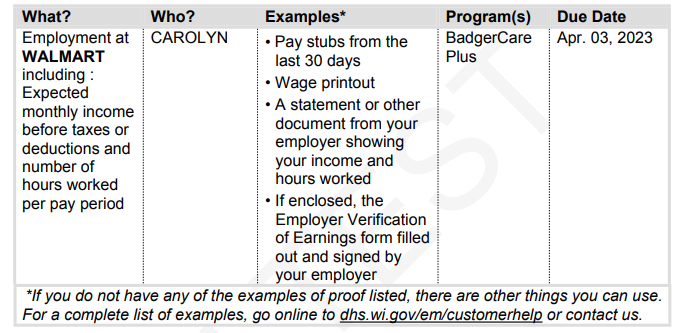 What? Who? Examples* Program(s) Due Date
Employment at CAROLYN • Pay stubs from the BadgerCare Apr. 03, 2023
WALMART last 30 days Plus
including : • Wage printout
Expected • A statement or other
monthly income document from your
before taxes or employer showing
deductions and your income and
number of hours worked
hours worked • If enclosed, the
per pay period Employer Verification
of Earnings form filled
out and signed by
your employer
*If you do not have any of the examples of proof listed, there are other things you can use.
For a complete list of examples, go online to dhs.wi.gov/em/customerhelp or contact us.